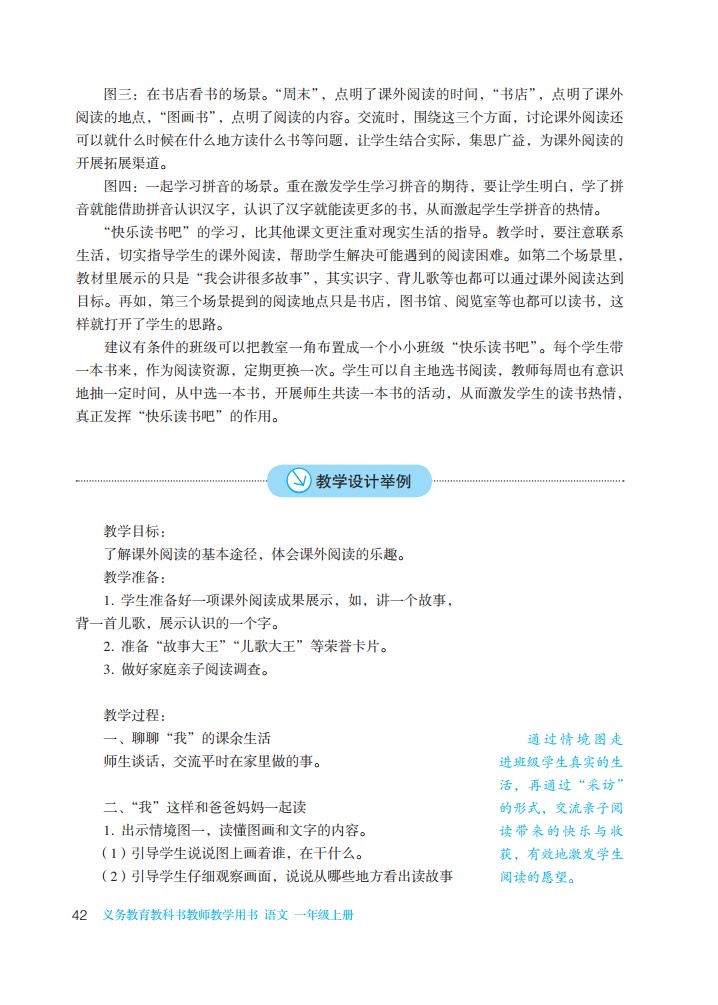 图三：在书店看书的场景。“周末”，点明了课外阅读的时间，“书店”，点明了课外
阅读的地点，“图画书”，点明了阅读的内容。交流时，围绕这三个方面，讨论课外阅读还
可以就什么时候在什么地方读什么书等问题，让学生结合实际，集思广益，为课外阅读的
开展拓展渠道。
图四：一起学习拼音的场景。重在激发学生学习拼音的期待，要让学生明白，学了拼
音就能借助拼音认识汉字，认识了汉字就能读更多的书，从而激起学生学拼音的热情。
“快乐读书吧”的学习，比其他课文更注重对现实生活的指导。教学时，要注意联系
生活，切实指导学生的课外阅读，帮助学生解决可能遇到的阅读困难。如第二个场景里，
教材里展示的只是“我会讲很多故事”，其实识字、背儿歌等也都可以通过课外阅读达到
目标。再如，第三个场景提到的阅读地点只是书店，图书馆、阅览室等也都可以读书，这
样就打开了学生的思路。
建议有条件的班级可以把教室一角布置成一个小小班级“快乐读书吧”。每个学生带
一本书来，作为阅读资源，定期更换一次。学生可以自主地选书阅读，教师每周也有意识
地抽一定时间，从中选一本书，开展师生共读一本书的活动，从而激发学生的读书热情，
真正发挥“快乐读书吧”的作用。
教学设计举例
教学目标：
了解课外阅读的基本途径，体会课外阅读的乐趣。
教学准备：
1. 学生准备好一项课外阅读成果展示，如，讲一个故事，
背一首儿歌，展示认识的一个字。
2. 准备“故事大王”“儿歌大王”等荣誉卡片。
3. 做好家庭亲子阅读调查。
教学过程：
一、聊聊“我”的课余生活
师生谈话，交流平时在家里做的事。
二、“我”这样和爸爸妈妈一起读
1. 出示情境图一，读懂图画和文字的内容。
（1）引导学生说说图上画着谁，在干什么。
（2）引导学生仔细观察画面，说说从哪些地方看出读故事
通过情境图走
进班级学生真实的生
活，再通过“采访”
的形式，交流亲子阅
读带来的快乐与收
获，有效地激发学生
阅读的愿望。
42 义务教育教科书教师教学用书 语文 一年级上册